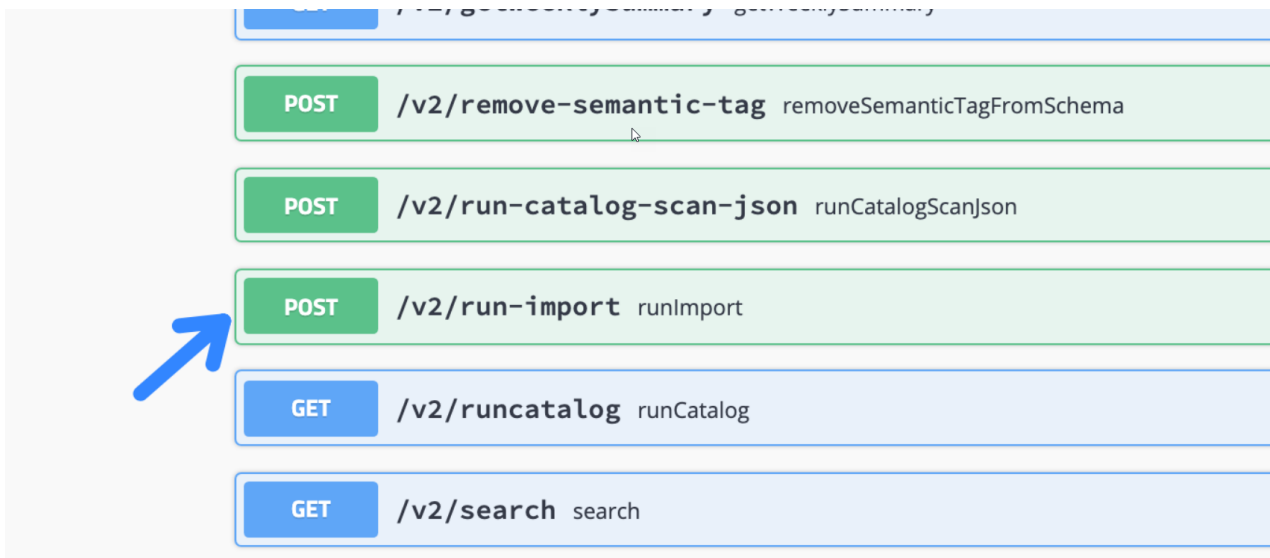 POST /v2/remove-semantic-tag removeSemanticTagFromSchema
POST /v2/run-catalog-scan-json runCatalogScanJson
POST /v2/run-import runImport
GET /v2/runcatalog runCatalog
GET /v2/search search